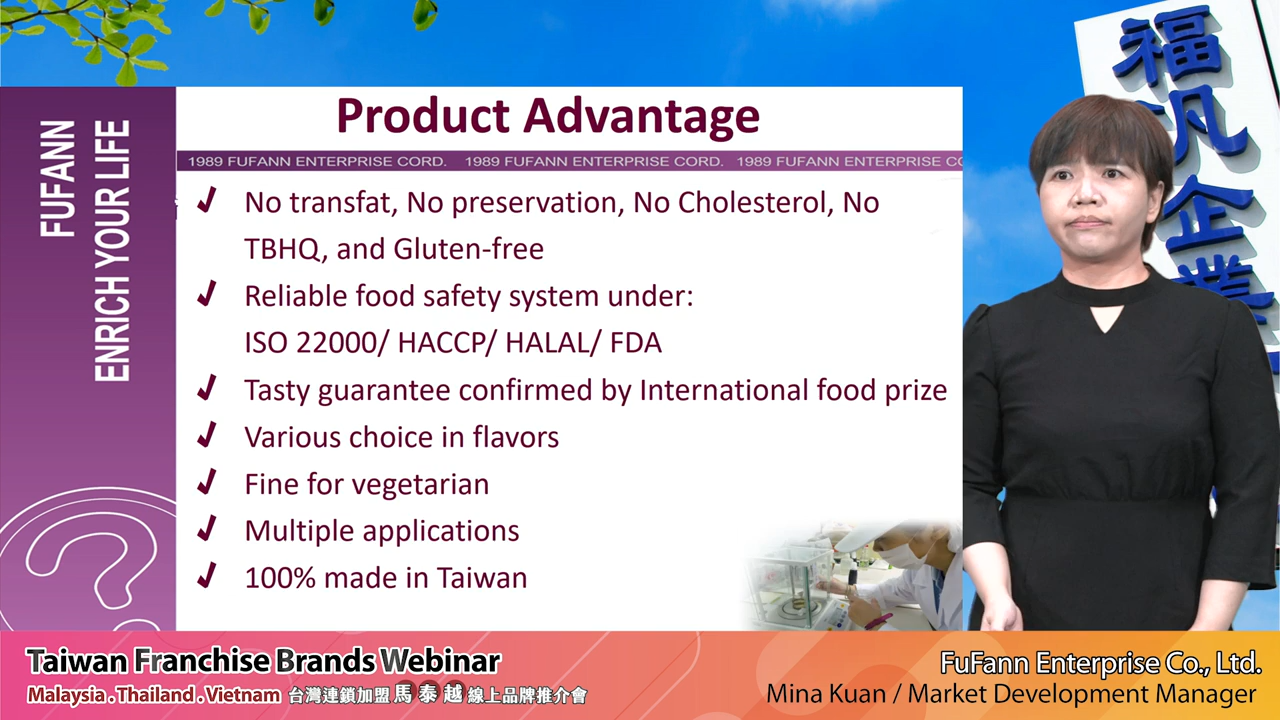 福凡企業
FUFANN
ENRICH YOUR LIFE
Product Advantage
1989 FUFANN ENTERPRISE CORD. 1989 FUFANN ENTERPRISE CORD. 1989 FUFANN ENTERPRISE CO
No transfat, No preservation, No Cholesterol, No
TBHQ, and Gluten-free
Reliable food safety system under:
ISO 22000/ HACCP/ HALAL/ FDA
Tasty guarantee confirmed by International food prize
Various choice in flavors
Fine for vegetarian
Multiple applications
100% made in Taiwan
Taiwan Franchise Brands Webinar
Malaysia . Thailand . Vietnam 台灣連鎖加盟馬泰越線上品牌推介會
FuFann Enterprise Co., Ltd.
Mina Kuan / Market Development Manager